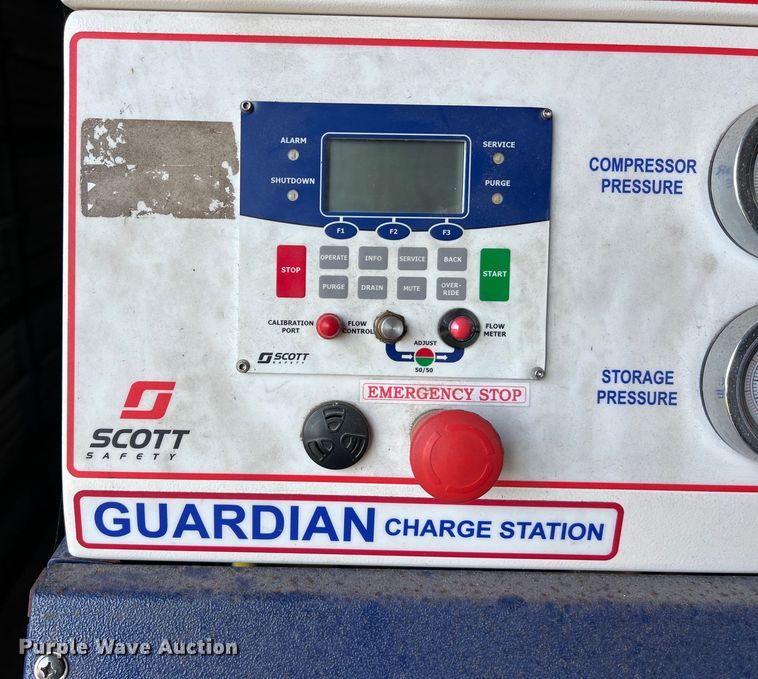 ALARM
SERVICE
SHUTDOWN
PURGE
F1 F2 F3
STOP
OPERATE INFO SERVICE BACK
START
PURGE DRAIN MUTE OVER-
RIDE
CALIBRATION
PORT
FLOW
CONTROL
FLOW
METER
ADJUST
50/50
SCOTT
SAFETY
COMPRESSOR
PRESSURE
STORAGE
PRESSURE
EMERGENCY STOP
SCOTT
SAFETY
GUARDIAN CHARGE STATION
Purple Wave Auction